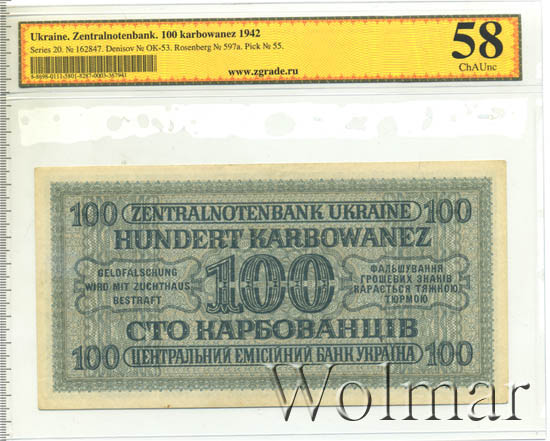 Ukraine. Zentralnotenbank. 100 karbowanez 1942
Series 20. № 162847. Denisov № OK-53. Rosenberg № 597a. Pick № 55.
58
ChAUnc
www.zgrade.ru
100 ZENTRALNOTENBANK UKRAINE 100
HUNDERT KARBOWANEZ
GELDFÄLSCHUNG
WIRD MIT ZUCHTHAUS
BESTRAFT
100
ФАЛЬШУВАННЯ
ГРОШЕВИХ ЗНАКІВ
КАРАЄТЬСЯ ТЯЖНОЮ
ТЮРМОЮ
СТО КАРБОВАНЦІВ
100 ЦЕНТРАЛЬНИЙ ЕМІСІЙНИЙ БАНК УКРАЇНА 100
Wolmar